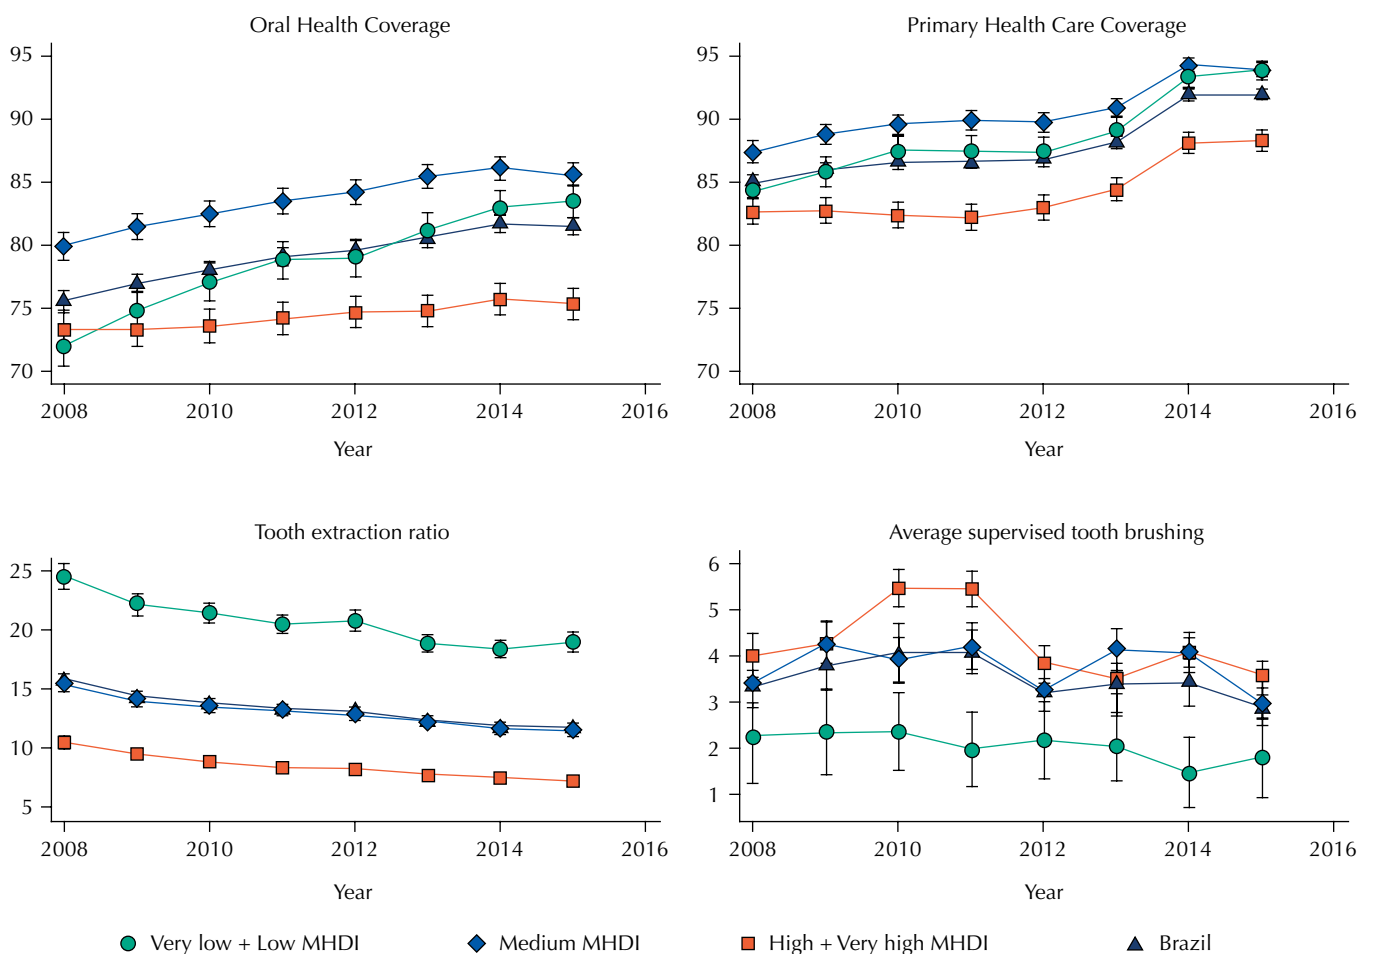 Oral Health Coverage
95
90
85
80
75
70
2008 2010 2012 2014 2016
Year
Primary Health Care Coverage
95
90
85
80
75
70
2008 2010 2012 2014 2016
Year
Tooth extraction ratio
25
20
15
10
5
2008 2010 2012 2014 2016
Year
Average supervised tooth brushing
6
5
4
3
2
1
2008 2010 2012 2014 2016
Year
Very low + Low MHDI Medium MHDI High + Very high MHDI Brazil